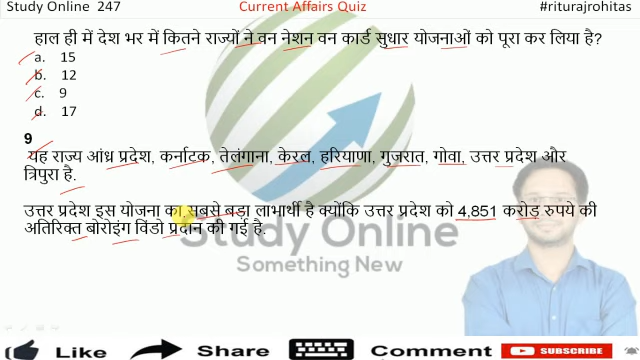 Study Online 247 Current Affairs Quiz #riturajrohitas
हाल ही में देश भर में कितने राज्यों ने वन नेशन वन कार्ड सुधार योजनाओं को पूरा कर लिया है?
a. 15
b. 12
c. 9
d. 17
9
यह राज्य आंध्र प्रदेश, कर्नाटक, तेलंगाना, केरल, हरियाणा, गुजरात, गोवा, उत्तर प्रदेश और
त्रिपुरा है.
उत्तर प्रदेश इस योजना का सबसे बड़ा लाभार्थी है क्योंकि उत्तर प्रदेश को 4,851 करोड़ रुपये की
अतिरिक्त बोरोइंग विंडो प्रदान की गई है.
Study Online
Something New
Like Share Comment SUBSCRIBE